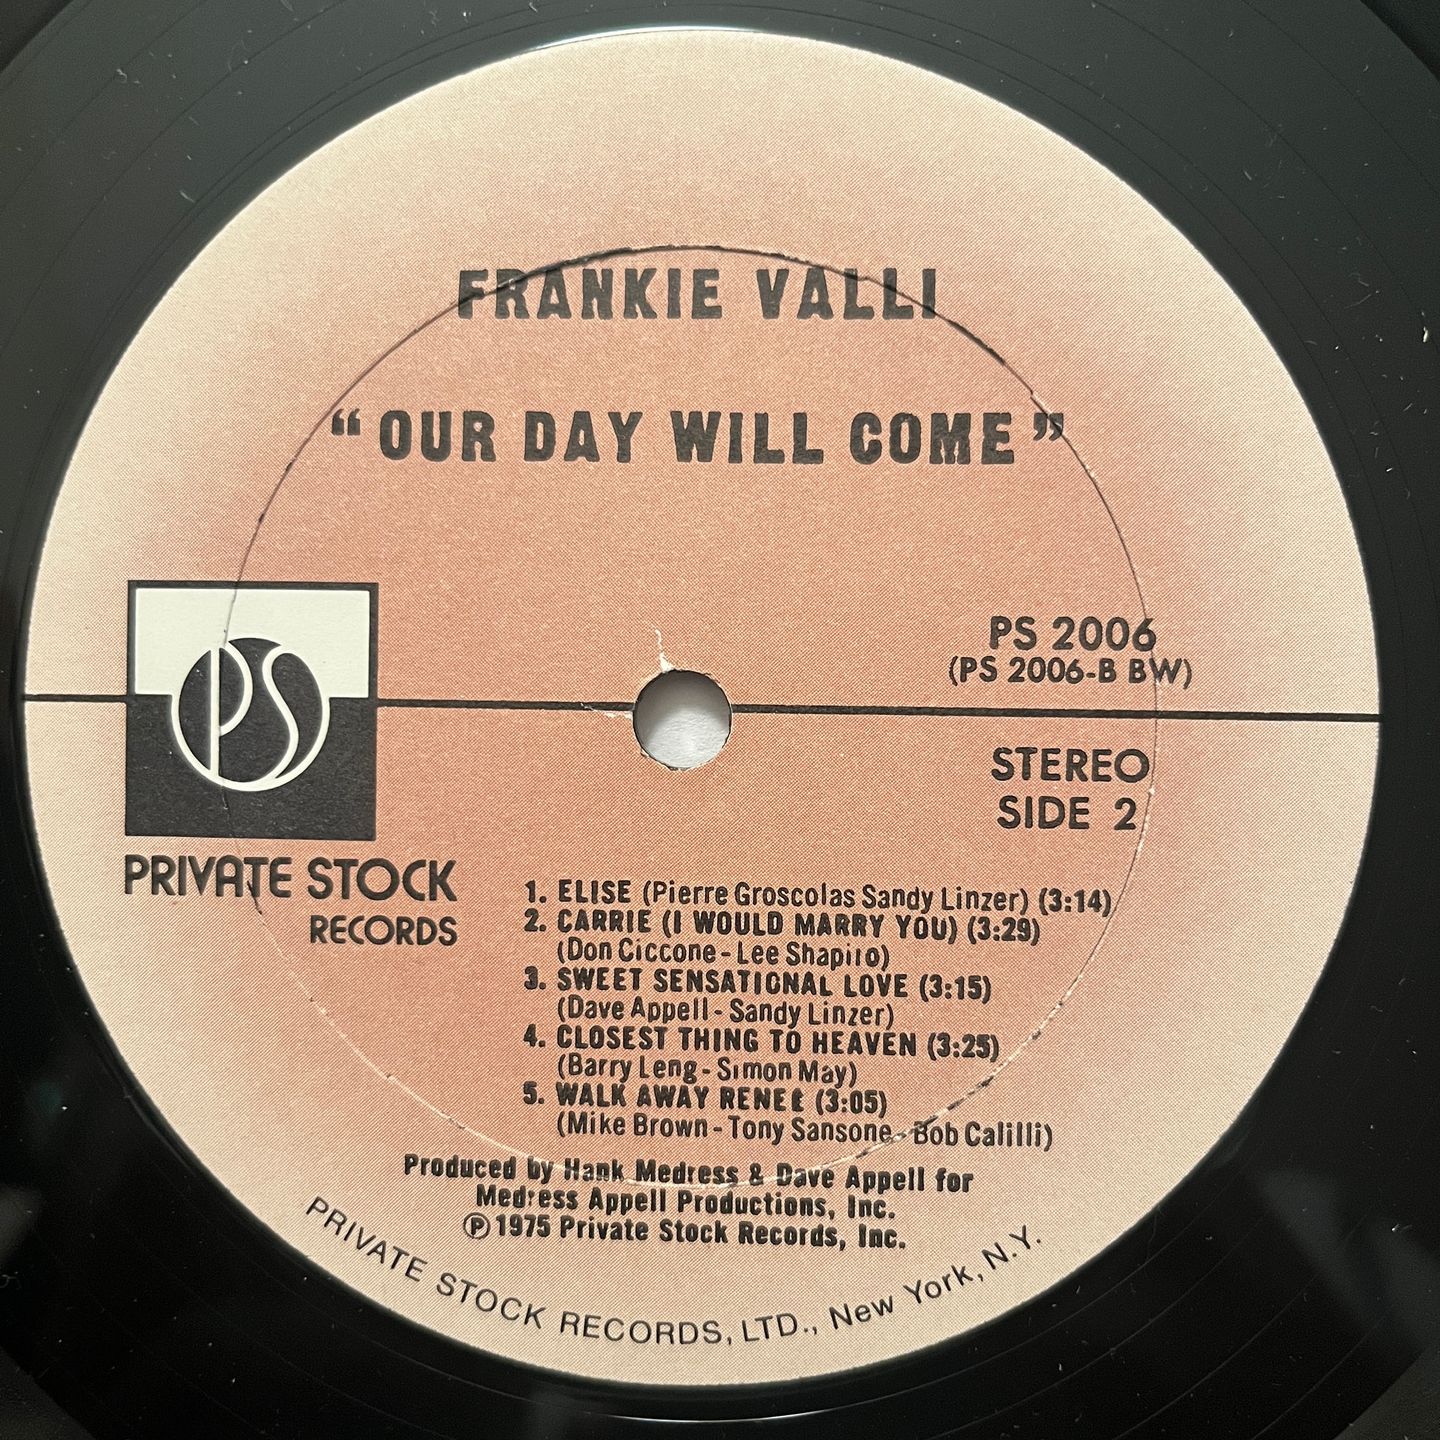 FRANKIE VALLI
“OUR DAY WILL COME”
PS 2006
(PS 2006-B BW)
PS
STEREO
SIDE 2
PRIVATE STOCK
RECORDS
1. ELISE (Pierre Groscolas Sandy Linzer) (3:14)
2. CARRIE (I WOULD MARRY YOU) (3:29)
(Don Ciccone - Lee Shapiro)
3. SWEET SENSATIONAL LOVE (3:15)
(Dave Appell - Sandy Linzer)
4. CLOSEST THING TO HEAVEN (3:25)
(Barry Leng - Simon May)
5. WALK AWAY RENEE (3:05)
(Mike Brown - Tony Sansone - Bob Calilli)
Produced by Hank Medress & Dave Appell for
Medress Appell Productions, Inc.
℗ 1975 Private Stock Records, Inc.
PRIVATE STOCK RECORDS, LTD., New York, N.Y.